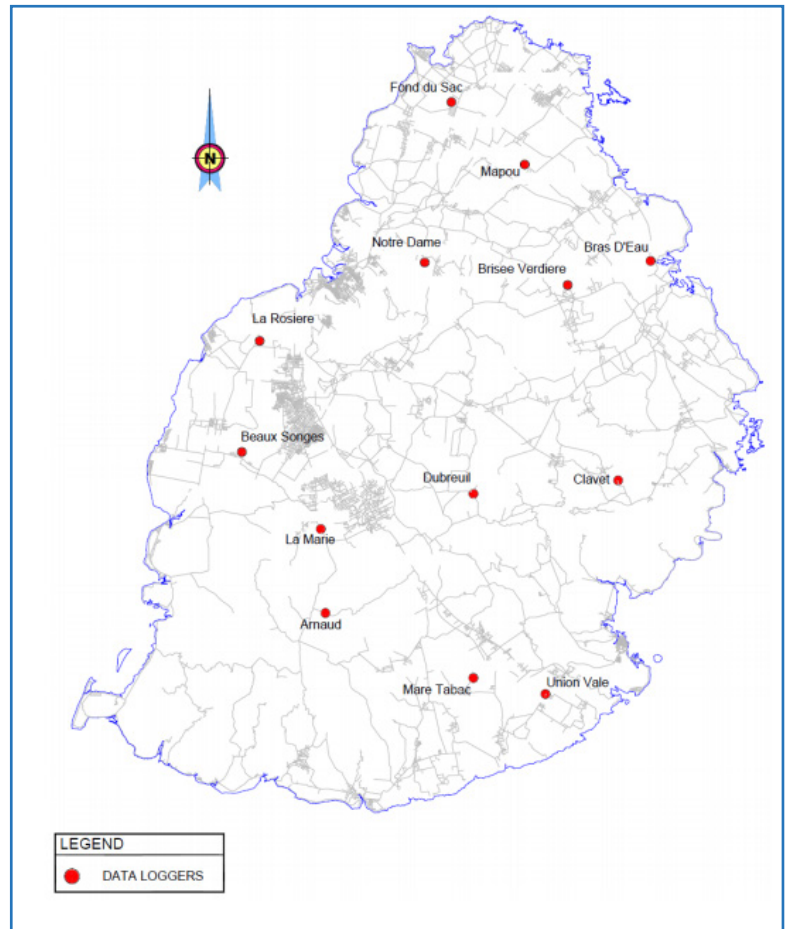 Fond du Sac
N
Mapou
Notre Dame
Bras D'Eau
Brisee Verdiere
La Rosiere
Beaux Songes
Dubreuil
Clavet
La Marie
Arnaud
Mare Tabac
Union Vale
LEGEND
DATA LOGGERS